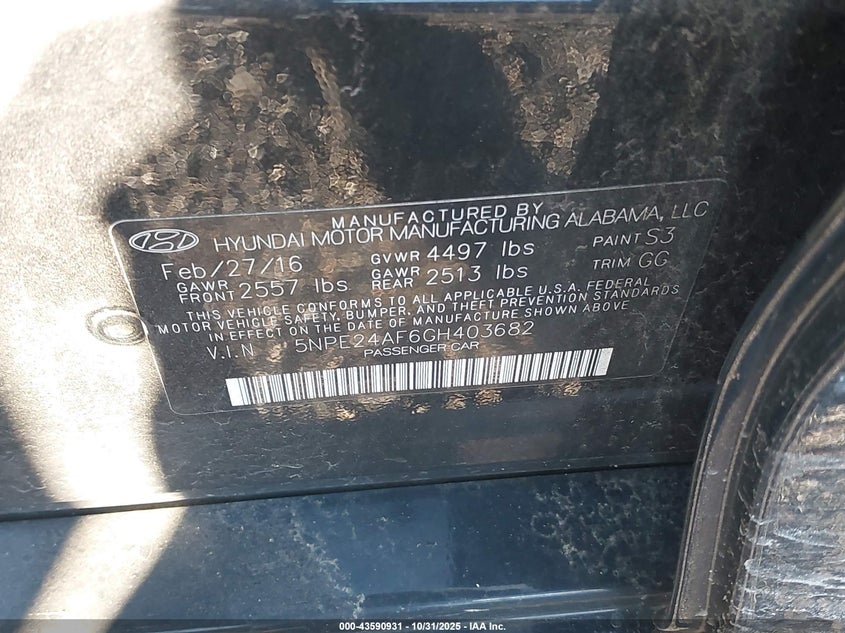 MANUFACTURED BY
HYUNDAI MOTOR MANUFACTURING ALABAMA, LLC
Feb/27/16 GVWR 4497 lbs PAINT S3
GAWR FRONT 2557 lbs GAWR REAR 2513 lbs TRIM GG
THIS VEHICLE CONFORMS TO ALL APPLICABLE U.S.A. FEDERAL
MOTOR VEHICLE SAFETY, BUMPER, AND THEFT PREVENTION STANDARDS
IN EFFECT ON THE DATE OF MANUFACTURE SHOWN ABOVE
V.I.N 5NPE24AF6GH403682
PASSENGER CAR
000-43590931 - 10/31/2025 - IAA Inc.